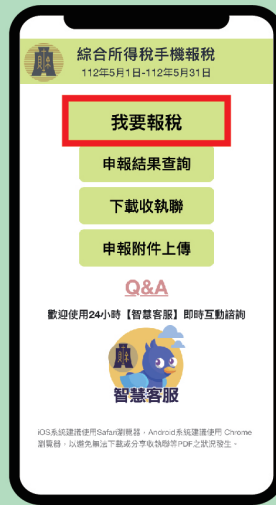 綜合所得稅手機報稅
112年5月1日-112年5月31日
我要報稅
申報結果查詢
下載收執聯
申報附件上傳
Q&A
歡迎使用24小時【智慧客服】即時互動諮詢
智慧客服
iOS系統建議使用Safari瀏覽器，Android系統建議使用 Chrome
瀏覽器，以避免無法下載或分享收執聯等PDF之狀況發生。